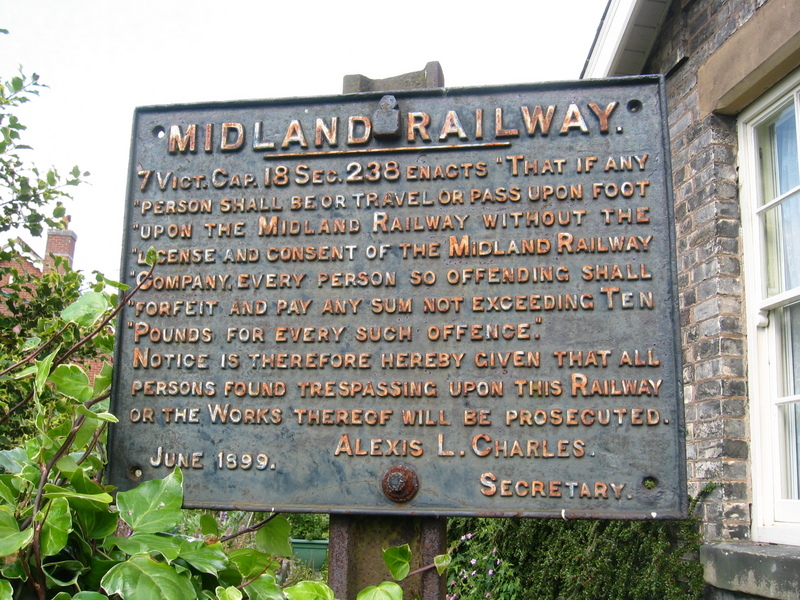 MIDLAND RAILWAY.
7 VICT. CAP. 18 SEC. 238 ENACTS "THAT IF ANY
"PERSON SHALL BE OR TRAVEL OR PASS UPON FOOT
"UPON THE MIDLAND RAILWAY WITHOUT THE
"LICENSE AND CONSENT OF THE MIDLAND RAILWAY
"COMPANY, EVERY PERSON SO OFFENDING SHALL
"FORFEIT AND PAY ANY SUM NOT EXCEEDING TEN
"POUNDS FOR EVERY SUCH OFFENCE."
NOTICE IS THEREFORE HEREBY GIVEN THAT ALL
PERSONS FOUND TRESPASSING UPON THIS RAILWAY
OR THE WORKS THEREOF WILL BE PROSECUTED.
ALEXIS L. CHARLES.
JUNE 1899.
SECRETARY.